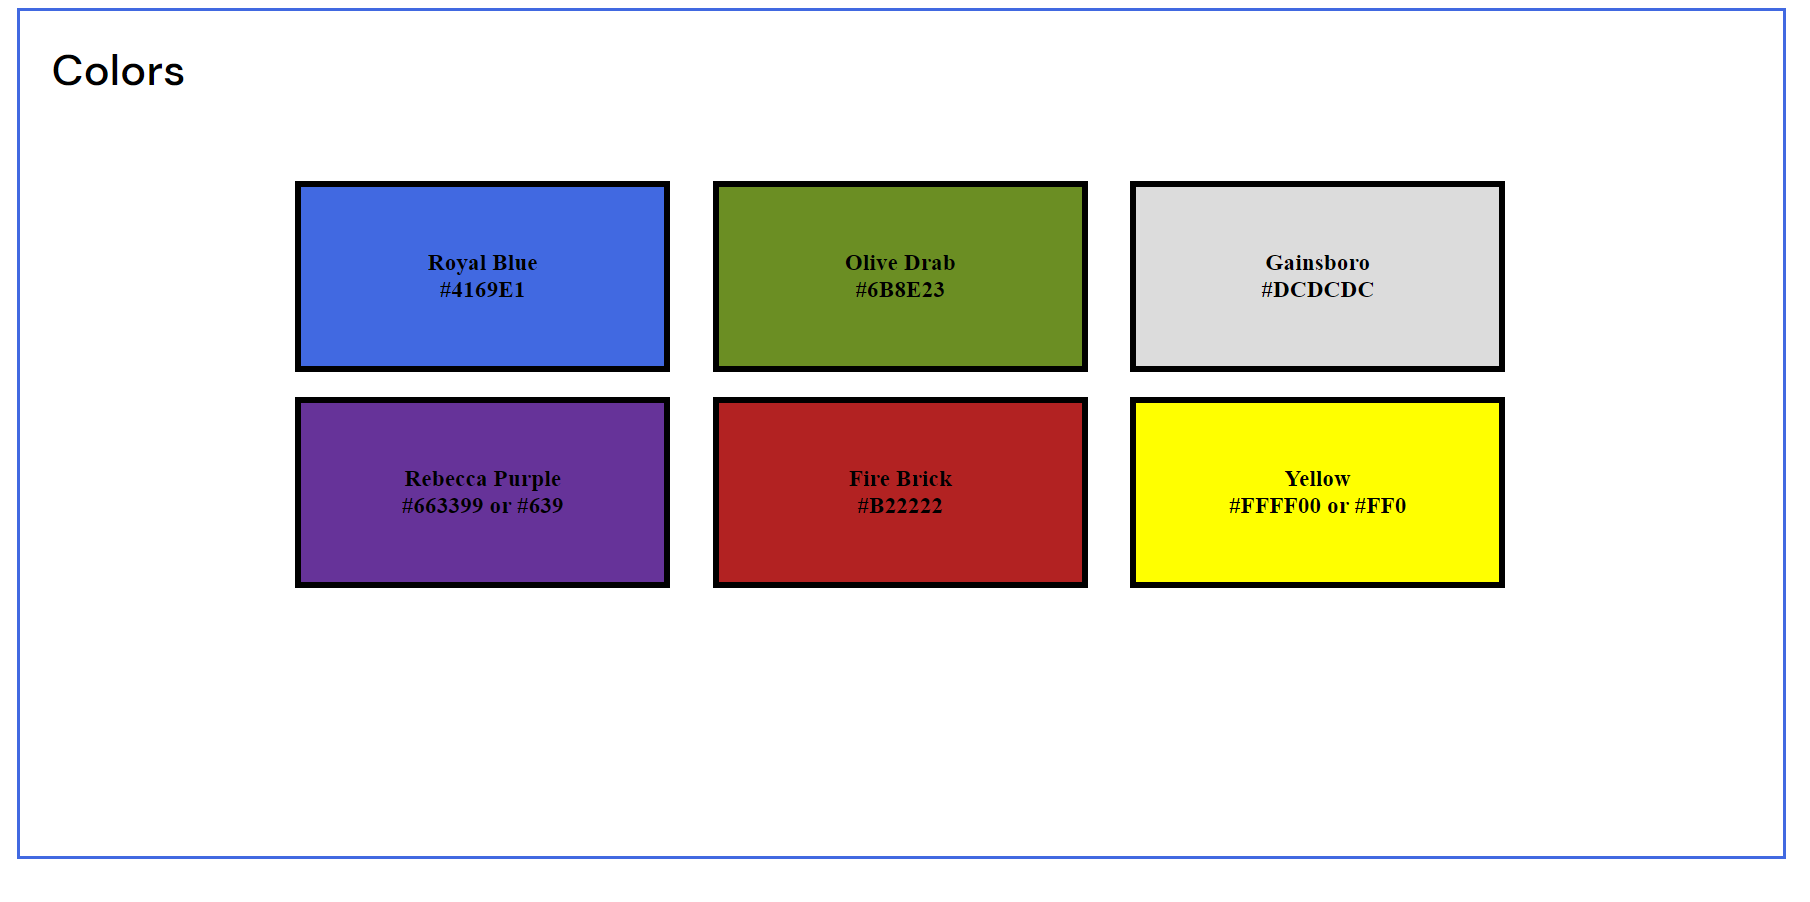 Colors
Royal Blue
#4169E1
Olive Drab
#6B8E23
Gainsboro
#DCDCDC
Rebecca Purple
#663399 or #639
Fire Brick
#B22222
Yellow
#FFFF00 or #FF0